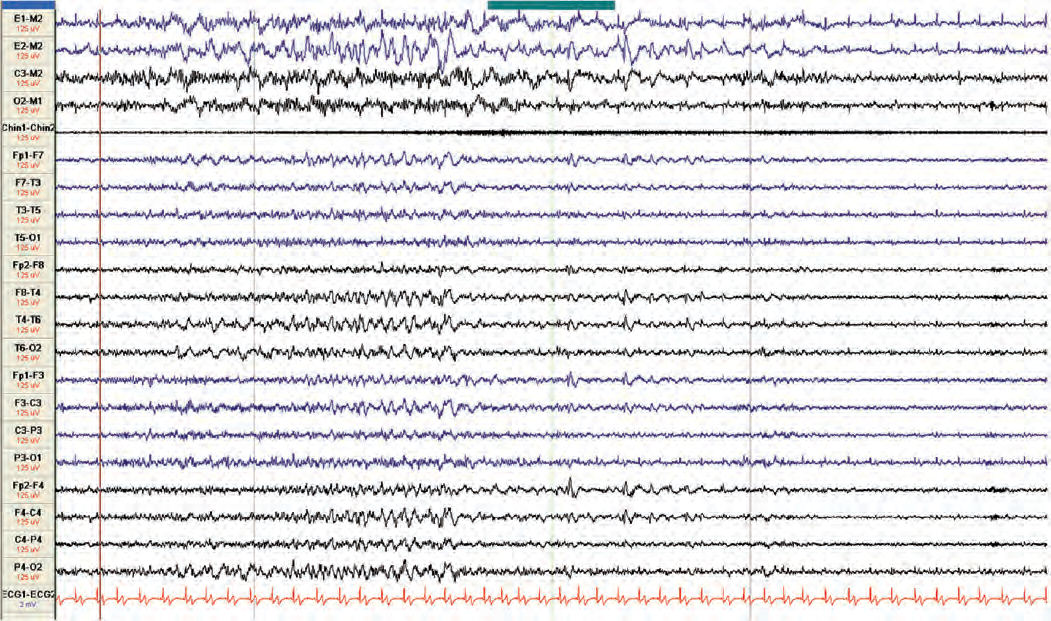 E1-M2
125 uV
E2-M2
125 uV
C3-M2
125 uV
O2-M1
125 uV
Chin1-Chin2
125 uV
Fp1-F7
125 uV
F7-T3
125 uV
T3-T5
125 uV
T5-O1
125 uV
Fp2-F8
125 uV
F8-T4
125 uV
T4-T6
125 uV
T6-O2
125 uV
Fp1-F3
125 uV
F3-C3
125 uV
C3-P3
125 uV
P3-O1
125 uV
Fp2-F4
125 uV
F4-C4
125 uV
C4-P4
125 uV
P4-O2
125 uV
ECG1-ECG2
2 mV